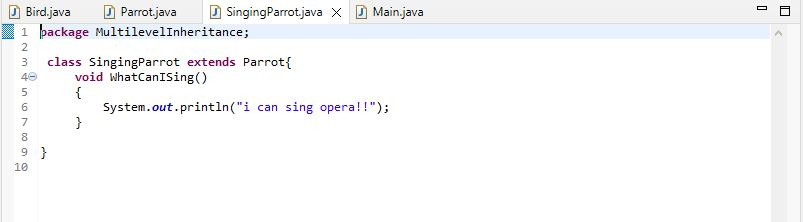 Bird.java Parrot.java SingingParrot.java Main.java
1 package MultilevelInheritance;
2
3 class SingingParrot extends Parrot{
4 void WhatCanISing()
5 {
6 System.out.println("i can sing opera!!");
7 }
8
9 }
10